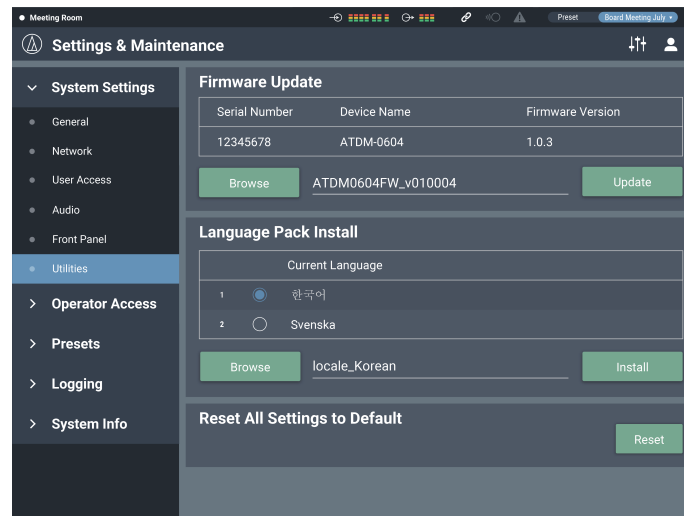 Meeting Room
Preset
Board Meeting July
Settings & Maintenance
System Settings
General
Network
User Access
Audio
Front Panel
Utilities
Operator Access
Presets
Logging
System Info
Firmware Update
Serial Number Device Name Firmware Version
12345678 ATDM-0604 1.0.3
Browse ATDM0604FW_v010004 Update
Language Pack Install
Current Language
1 한국어
2 Svenska
Browse locale_Korean Install
Reset All Settings to Default
Reset